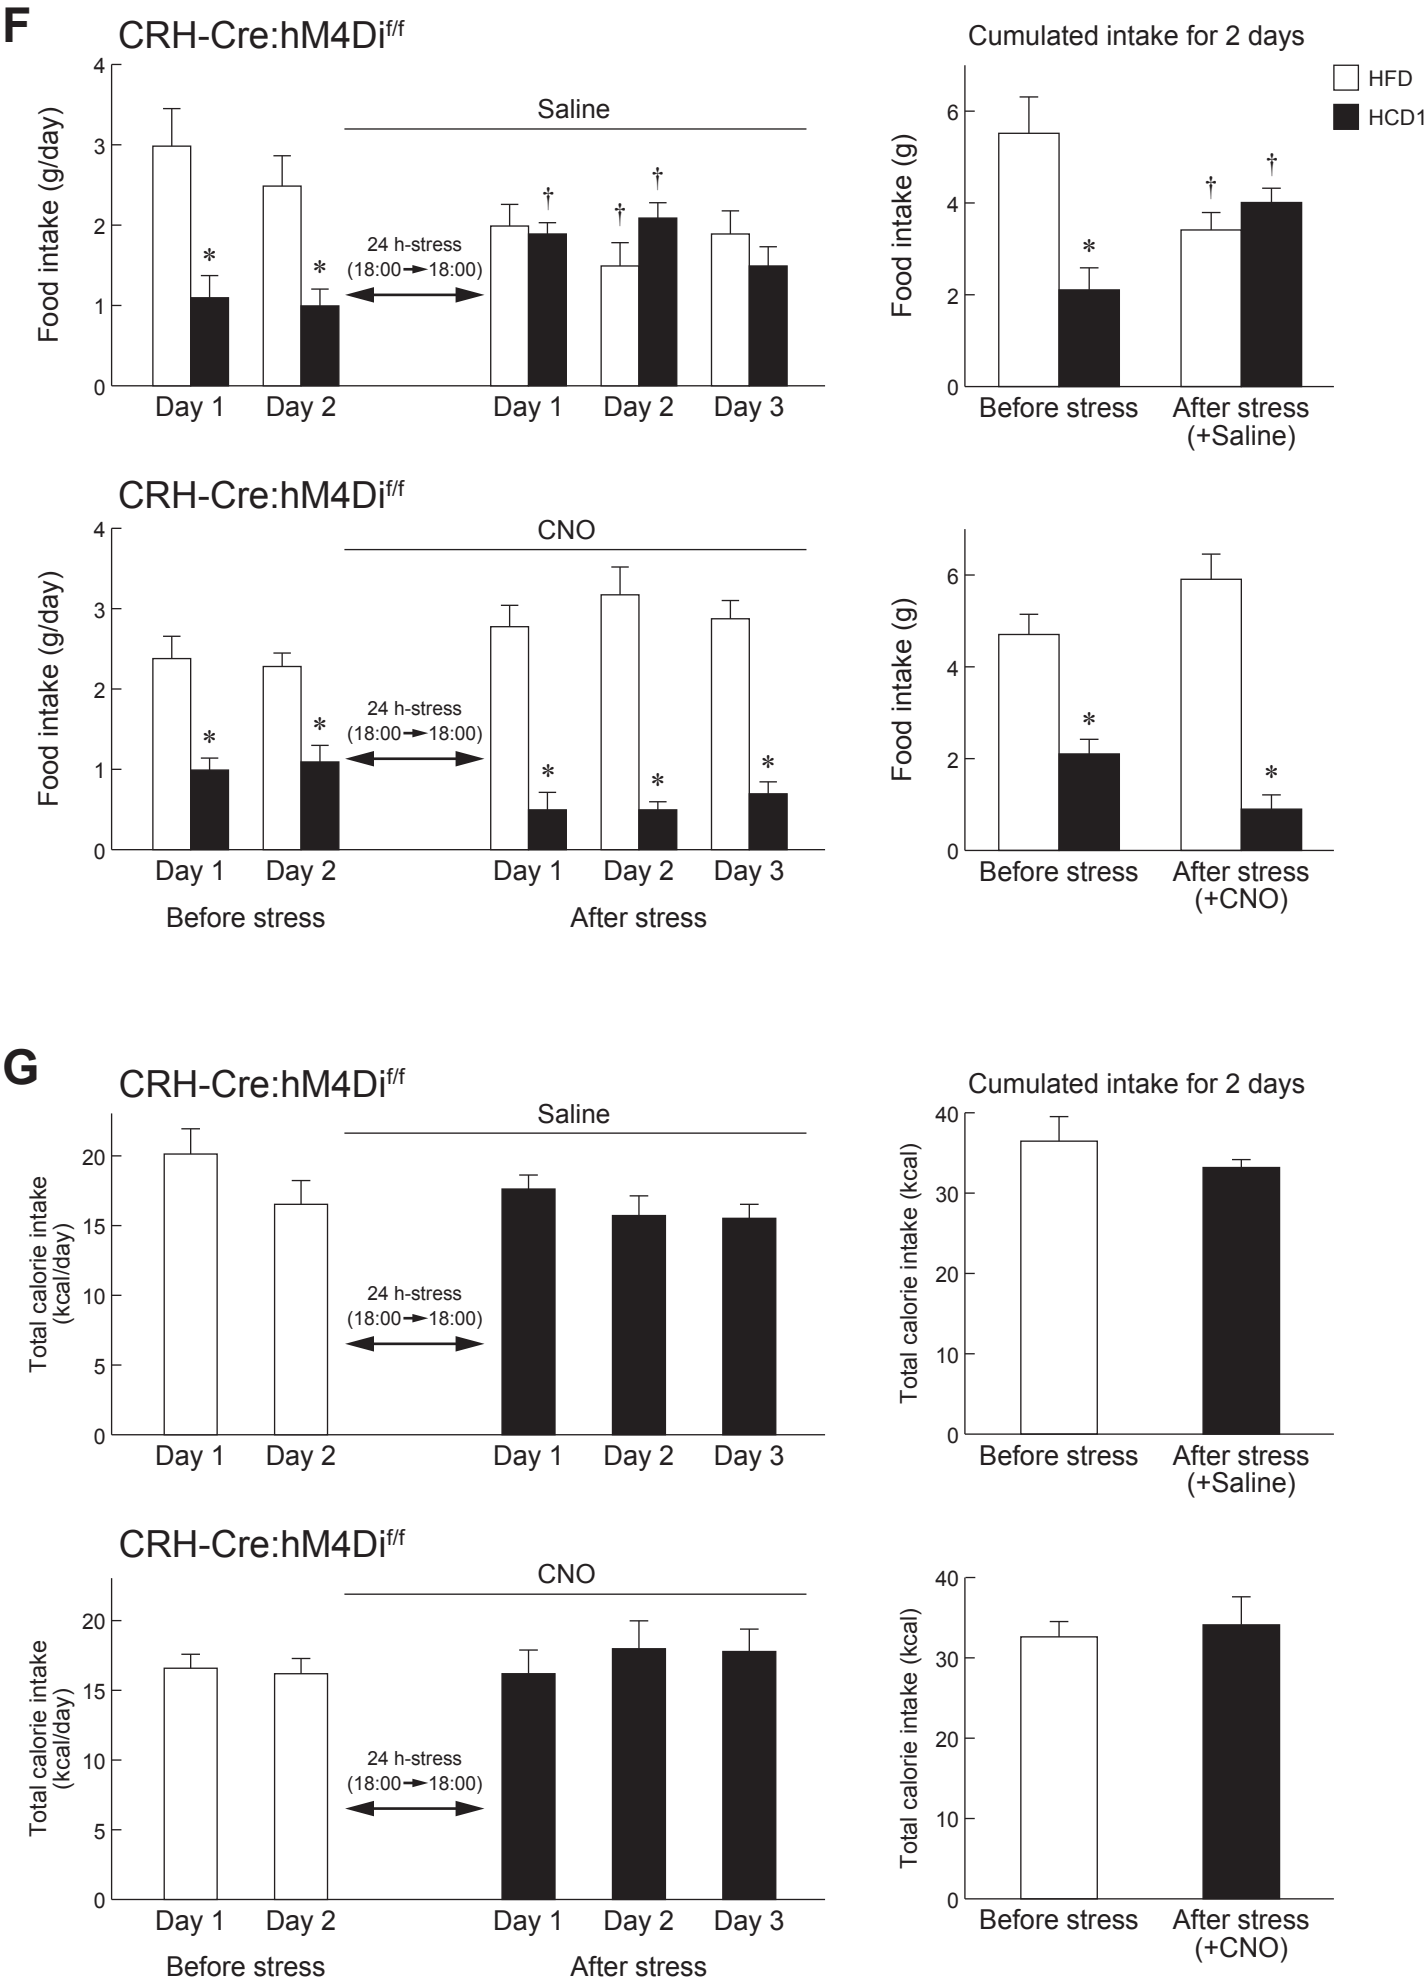 F
CRH-Cre:hM4Di^f/f
Cumulated intake for 2 days
HFD
HCD1
Food intake (g/day)
4
3
2
1
0
Saline
24 h-stress
(18:00→18:00)
*
*
†
†
†
Day 1
Day 2
Day 1
Day 2
Day 3
Food intake (g)
6
4
2
0
*
†
†
Before stress
After stress
(+Saline)
CRH-Cre:hM4Di^f/f
Food intake (g/day)
4
3
2
1
0
CNO
24 h-stress
(18:00→18:00)
*
*
*
*
*
Day 1
Day 2
Day 1
Day 2
Day 3
Before stress
After stress
Food intake (g)
6
4
2
0
*
*
Before stress
After stress
(+CNO)
G
CRH-Cre:hM4Di^f/f
Cumulated intake for 2 days
Total calorie intake
(kcal/day)
20
15
10
5
0
Saline
24 h-stress
(18:00→18:00)
Day 1
Day 2
Day 1
Day 2
Day 3
Total calorie intake (kcal)
40
30
20
10
0
Before stress
After stress
(+Saline)
CRH-Cre:hM4Di^f/f
Total calorie intake
(kcal/day)
20
15
10
5
0
CNO
24 h-stress
(18:00→18:00)
Day 1
Day 2
Day 1
Day 2
Day 3
Before stress
After stress
Total calorie intake (kcal)
40
30
20
10
0
Before stress
After stress
(+CNO)